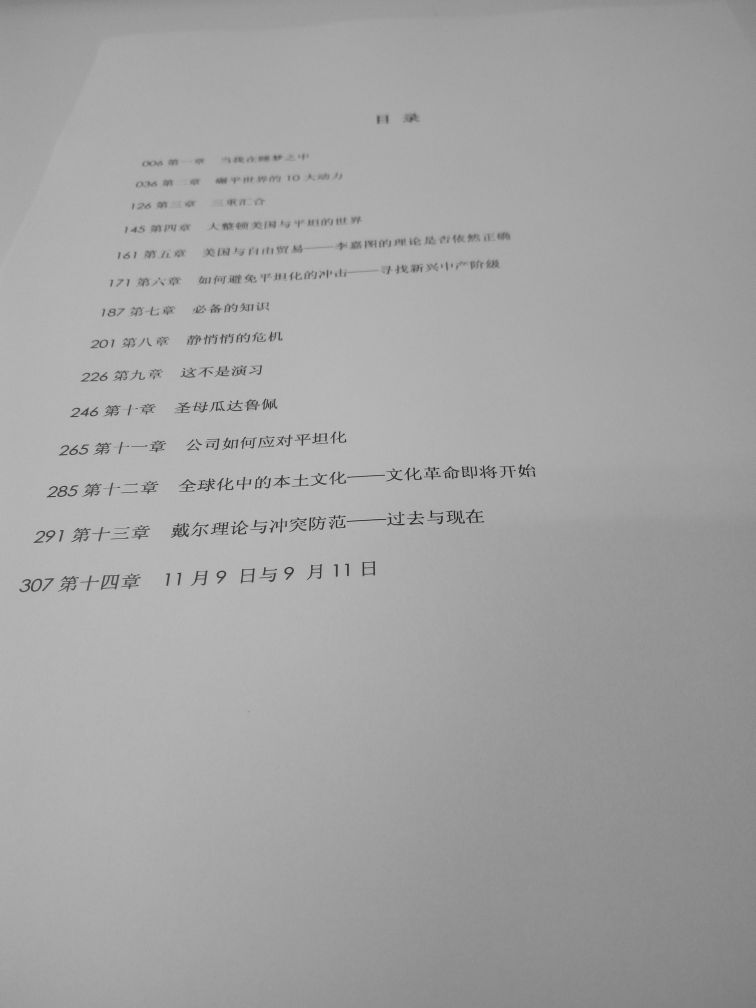 目 录
006 第一章 当我在睡梦之中
036 第二章 碾平世界的 10 大动力
126 第三章 三重汇合
145 第四章 大整顿美国与平坦的世界
161 第五章 美国与自由贸易——李嘉图的理论是否依然正确
171 第六章 如何避免平坦化的冲击——寻找新兴中产阶级
187 第七章 必备的知识
201 第八章 静悄悄的危机
226 第九章 这不是演习
246 第十章 圣母瓜达鲁佩
265 第十一章 公司如何应对平坦化
285 第十二章 全球化中的本土文化——文化革命即将开始
291 第十三章 戴尔理论与冲突防范——过去与现在
307 第十四章 11 月 9 日与 9 月 11 日